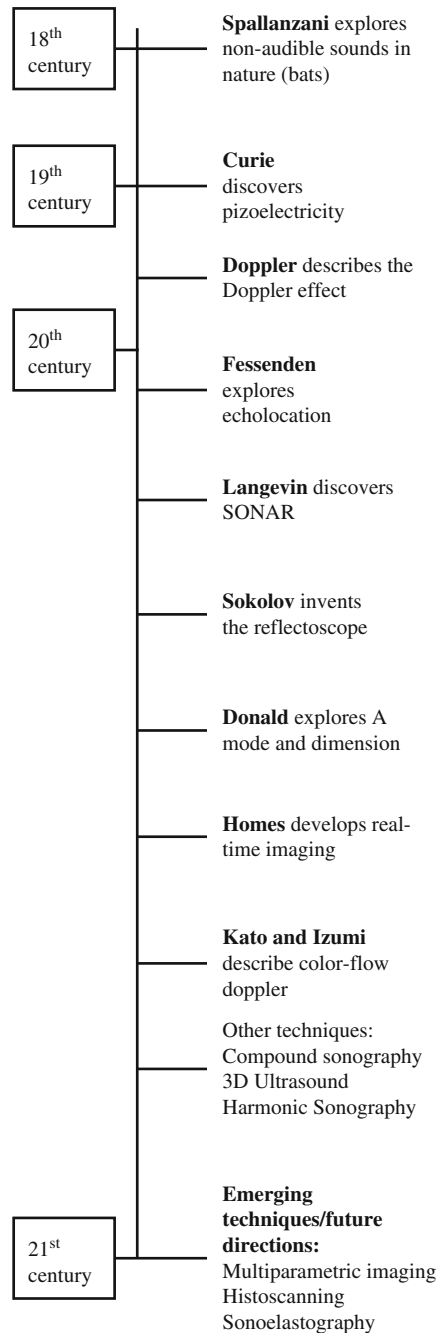 18th
century
Spallanzani explores
non-audible sounds in
nature (bats)
19th
century
Curie
discovers
pizoelectricity
Doppler describes the
Doppler effect
20th
century
Fessenden
explores
echolocation
Langevin discovers
SONAR
Sokolov invents
the reflectoscope
Donald explores A
mode and dimension
Homes develops real-
time imaging
Kato and Izumi
describe color-flow
doppler
Other techniques:
Compound sonography
3D Ultrasound
Harmonic Sonography
21st
century
Emerging
techniques/future
directions:
Multiparametric imaging
Histoscanning
Sonoelastography